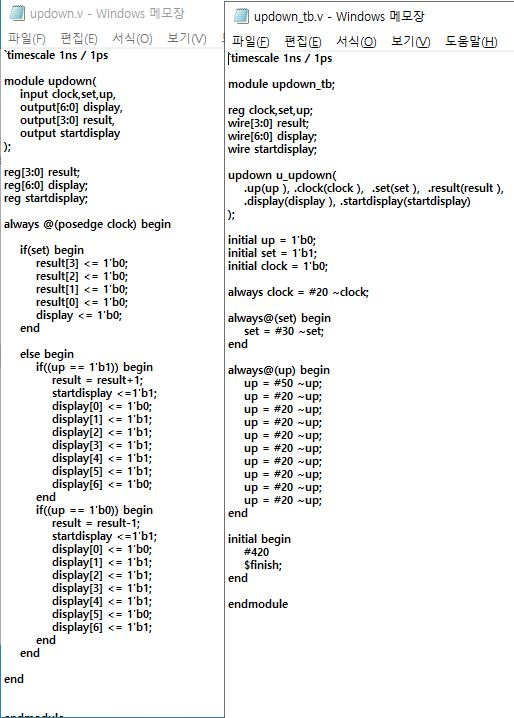 updown.v - Windows 메모장
파일(F) 편집(E) 서식(O) 보기(V)
`timescale 1ns / 1ps
module updown(
input clock,set,up,
output[6:0] display,
output[3:0] result,
output startdisplay
);
reg[3:0] result;
reg[6:0] display;
reg startdisplay;
always @(posedge clock) begin
if(set) begin
result[3] <= 1'b0;
result[2] <= 1'b0;
result[1] <= 1'b0;
result[0] <= 1'b0;
display <= 1'b0;
end
else begin
if((up == 1'b1)) begin
result = result+1;
startdisplay <=1'b1;
display[0] <= 1'b0;
display[1] <= 1'b1;
display[2] <= 1'b1;
display[3] <= 1'b1;
display[4] <= 1'b1;
display[5] <= 1'b1;
display[6] <= 1'b0;
end
if((up == 1'b0)) begin
result = result-1;
startdisplay <=1'b1;
display[0] <= 1'b0;
display[1] <= 1'b1;
display[2] <= 1'b1;
display[3] <= 1'b1;
display[4] <= 1'b1;
display[5] <= 1'b0;
display[6] <= 1'b1;
end
end
end
endmodule
updown_tb.v - Windows 메모장
파일(F) 편집(E) 서식(O) 보기(V) 도움말(H)
`timescale 1ns / 1ps
module updown_tb;
reg clock,set,up;
wire[3:0] result;
wire[6:0] display;
wire startdisplay;
updown u_updown(
.up(up ), .clock(clock ), .set(set ), .result(result ),
.display(display ), .startdisplay(startdisplay)
);
initial up = 1'b0;
initial set = 1'b1;
initial clock = 1'b0;
always clock = #20 ~clock;
always@(set) begin
set = #30 ~set;
end
always@(up) begin
up = #50 ~up;
up = #20 ~up;
up = #20 ~up;
up = #20 ~up;
up = #20 ~up;
up = #20 ~up;
up = #20 ~up;
up = #20 ~up;
up = #20 ~up;
up = #20 ~up;
end
initial begin
#420
$finish;
end
endmodule